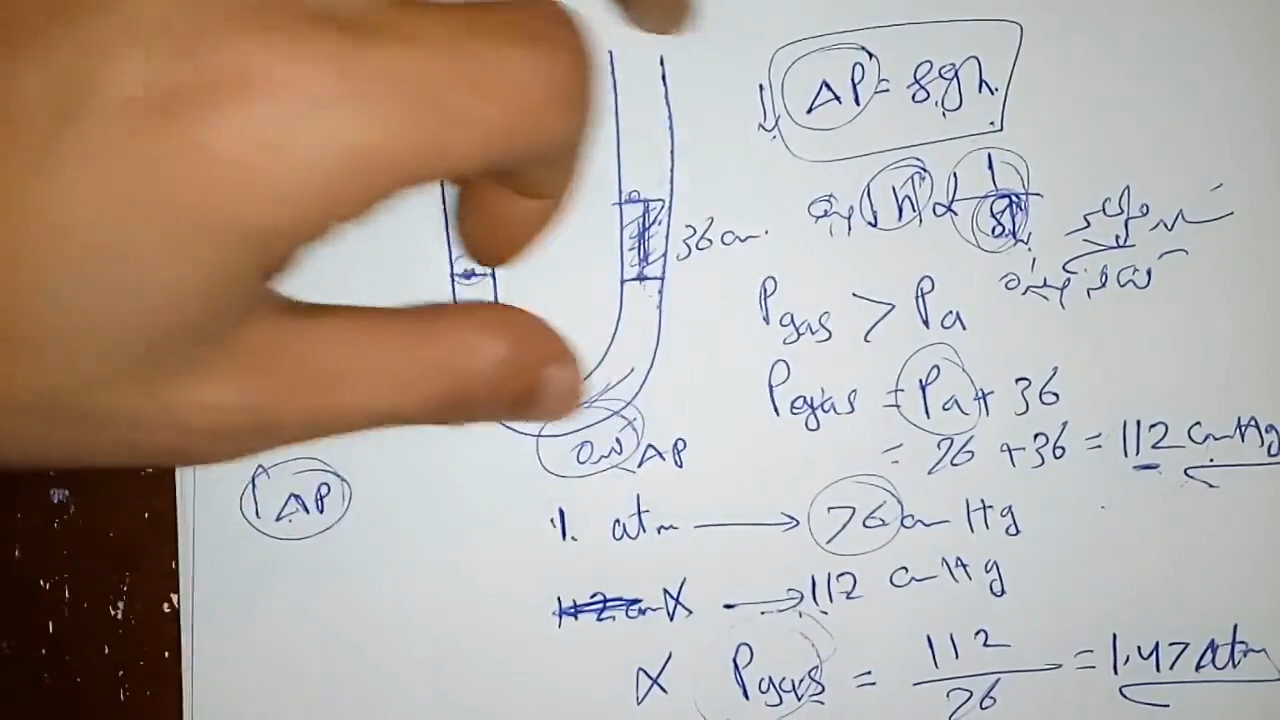 ΔP = ρgh
h α 1/ρ
36 cm.
Pgas > Pa
Pgas = Pa + 36
= 76 + 36 = 112 cmHg
ΔP
↑ΔP
1 atm → 76 cm Hg
X → 112 cm Hg
X Pgas = 112/76 = 1.47 Atm